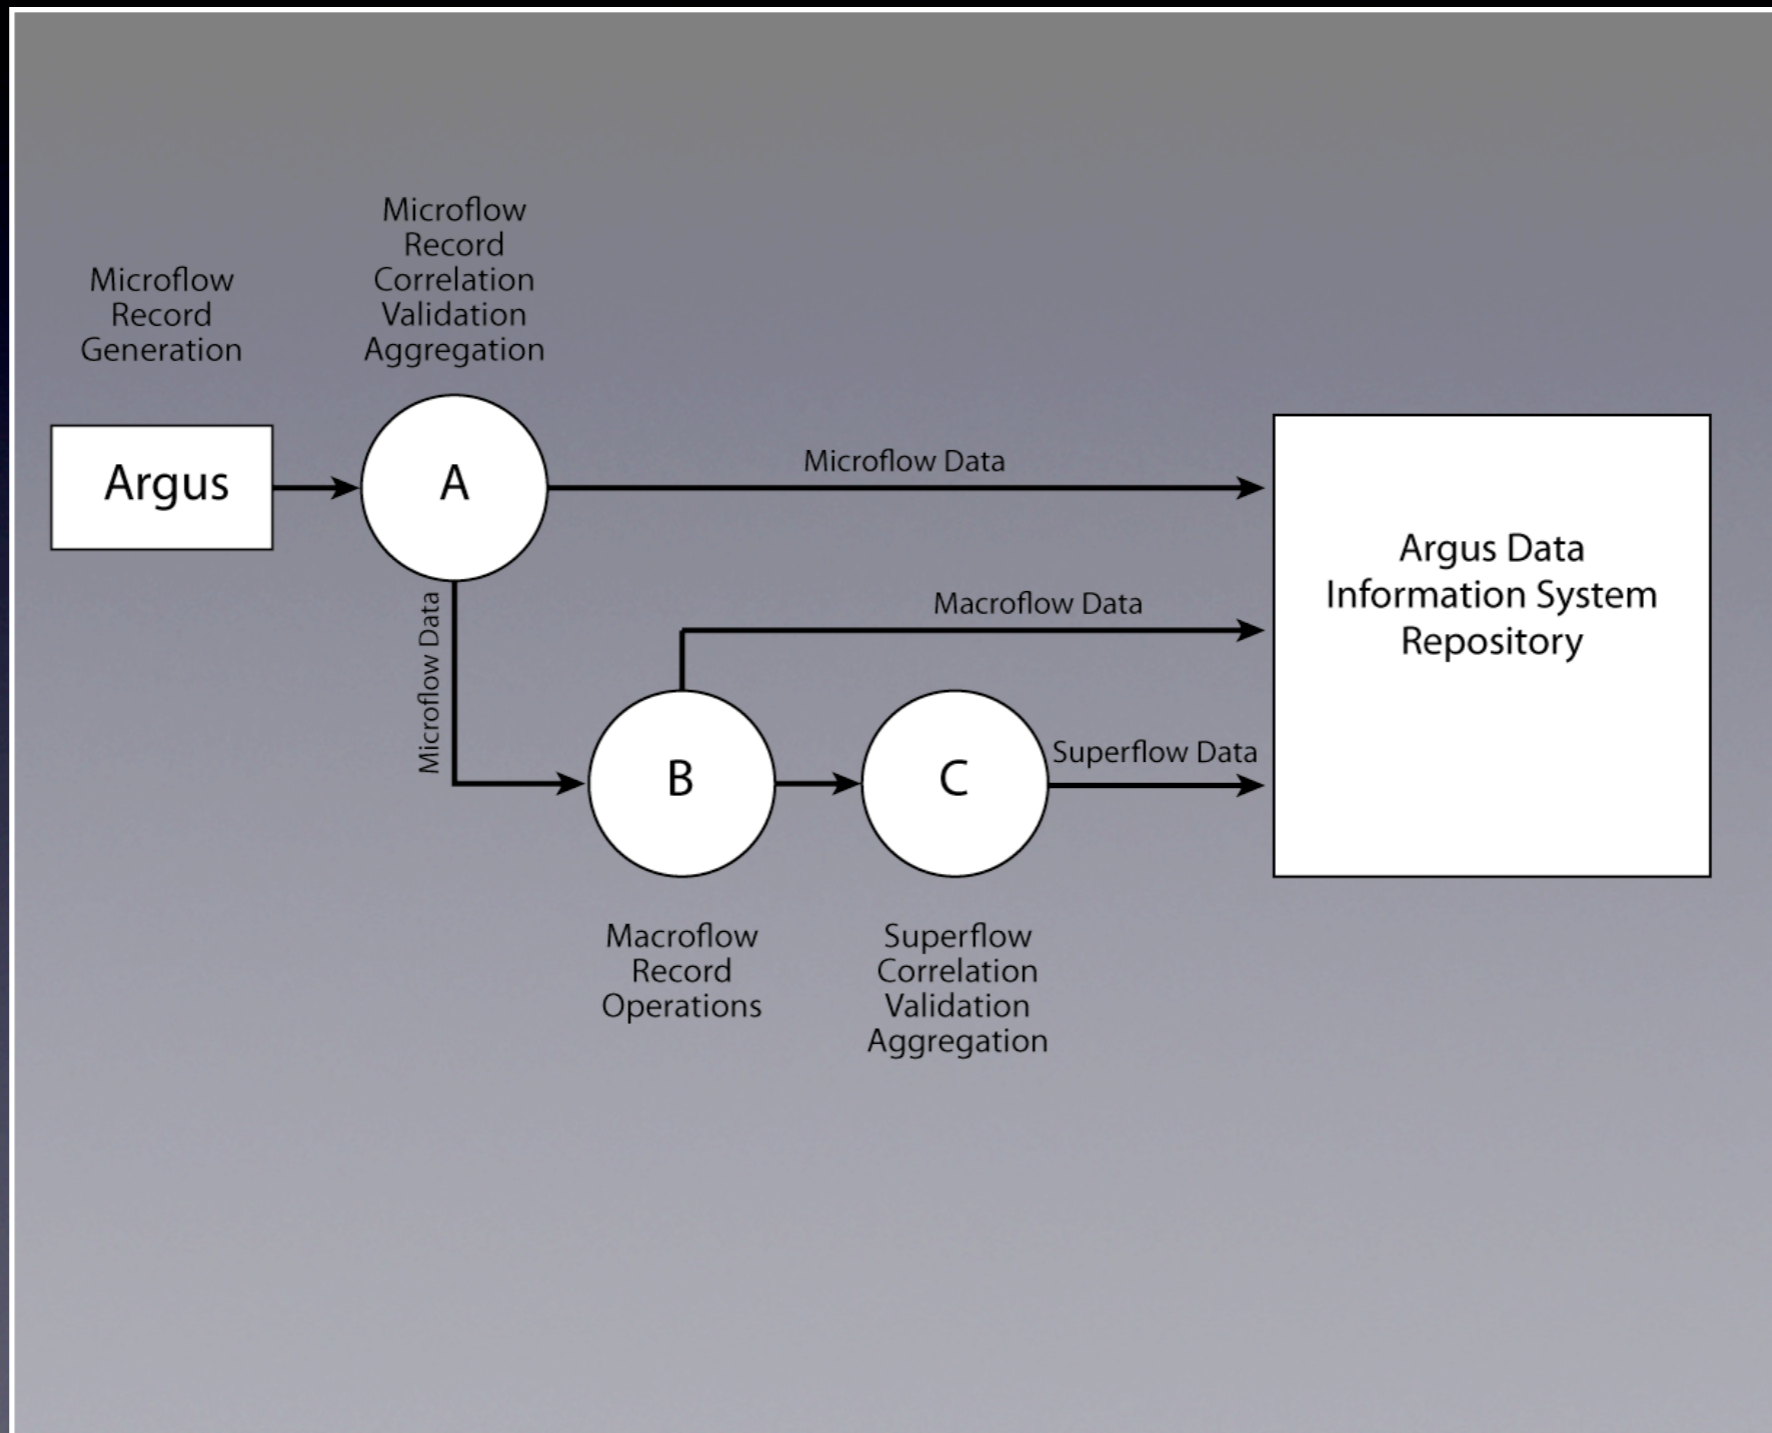 Microflow
Record
Generation
Microflow
Record
Correlation
Validation
Aggregation
Argus
A
Microflow Data
Microflow Data
Macroflow Data
Argus Data
Information System
Repository
B
C
Superflow Data
Macroflow
Record
Operations
Superflow
Correlation
Validation
Aggregation